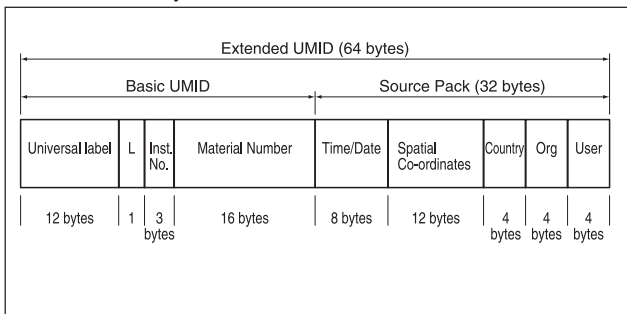 Extended UMID (64 bytes)
Basic UMID Source Pack (32 bytes)
Universal label L Inst. No. Material Number Time/Date Spatial Co-ordinates Country Org User
12 bytes 1 3 bytes 16 bytes 8 bytes 12 bytes 4 bytes 4 bytes 4 bytes